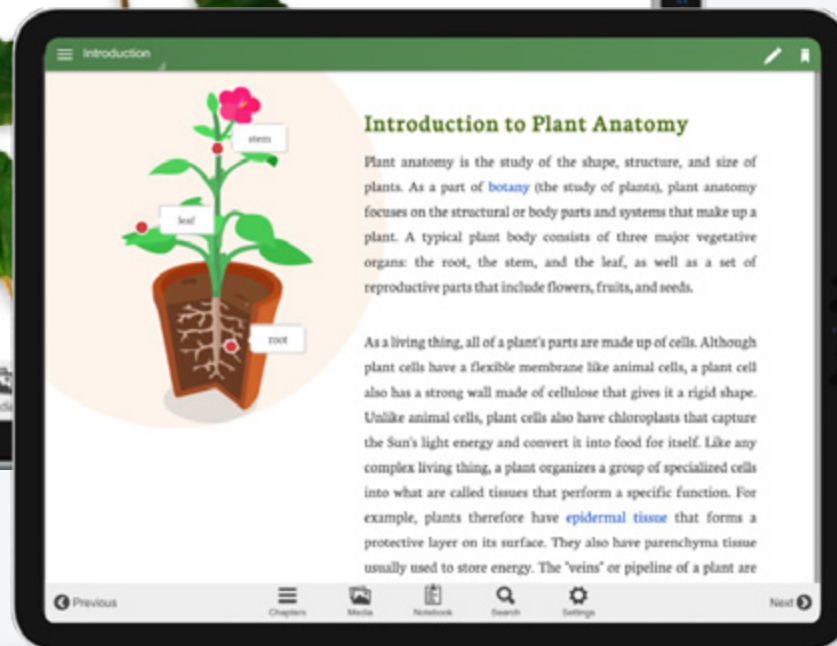 Introduction
stem
leaf
root
Introduction to Plant Anatomy
Plant anatomy is the study of the shape, structure, and size of
plants. As a part of botany (the study of plants), plant anatomy
focuses on the structural or body parts and systems that make up a
plant. A typical plant body consists of three major vegetative
organs: the root, the stem, and the leaf, as well as a set of
reproductive parts that include flowers, fruits, and seeds.
As a living thing, all of a plant's parts are made up of cells. Although
plant cells have a flexible membrane like animal cells, a plant cell
also has a strong wall made of cellulose that gives it a rigid shape.
Unlike animal cells, plant cells also have chloroplasts that capture
the Sun's light energy and convert it into food for itself. Like any
complex living thing, a plant organizes a group of specialized cells
into what are called tissues that perform a specific function. For
example, plants therefore have epidermal tissue that forms a
protective layer on its surface. They also have parenchyma tissue
usually used to store energy. The "veins" or pipeline of a plant are
Previous
Chapters
Media
Notebook
Search
Settings
Next